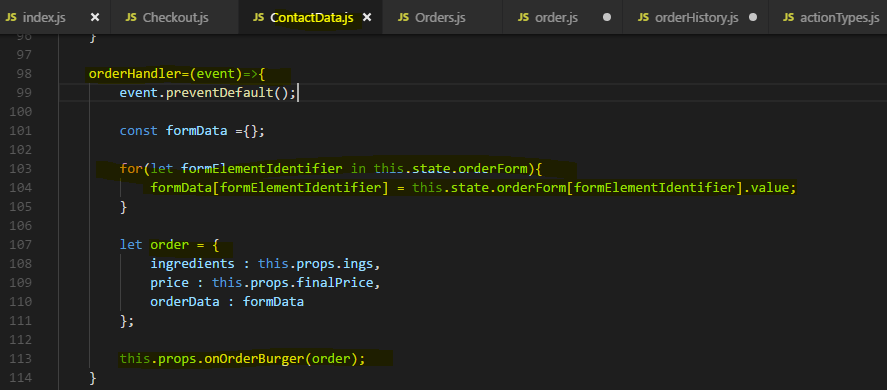 JS index.js × JS Checkout.js JS ContactData.js × JS Orders.js JS order.js ● JS orderHistory.js ● JS actionTypes.js
96 }
97
98 orderHandler=(event)=>{
99 event.preventDefault();
100
101 const formData ={};
102
103 for(let formElementIdentifier in this.state.orderForm){
104 formData[formElementIdentifier] = this.state.orderForm[formElementIdentifier].value;
105 }
106
107 let order = {
108 ingredients : this.props.ings,
109 price : this.props.finalPrice,
110 orderData : formData
111 };
112
113 this.props.onOrderBurger(order);
114 }